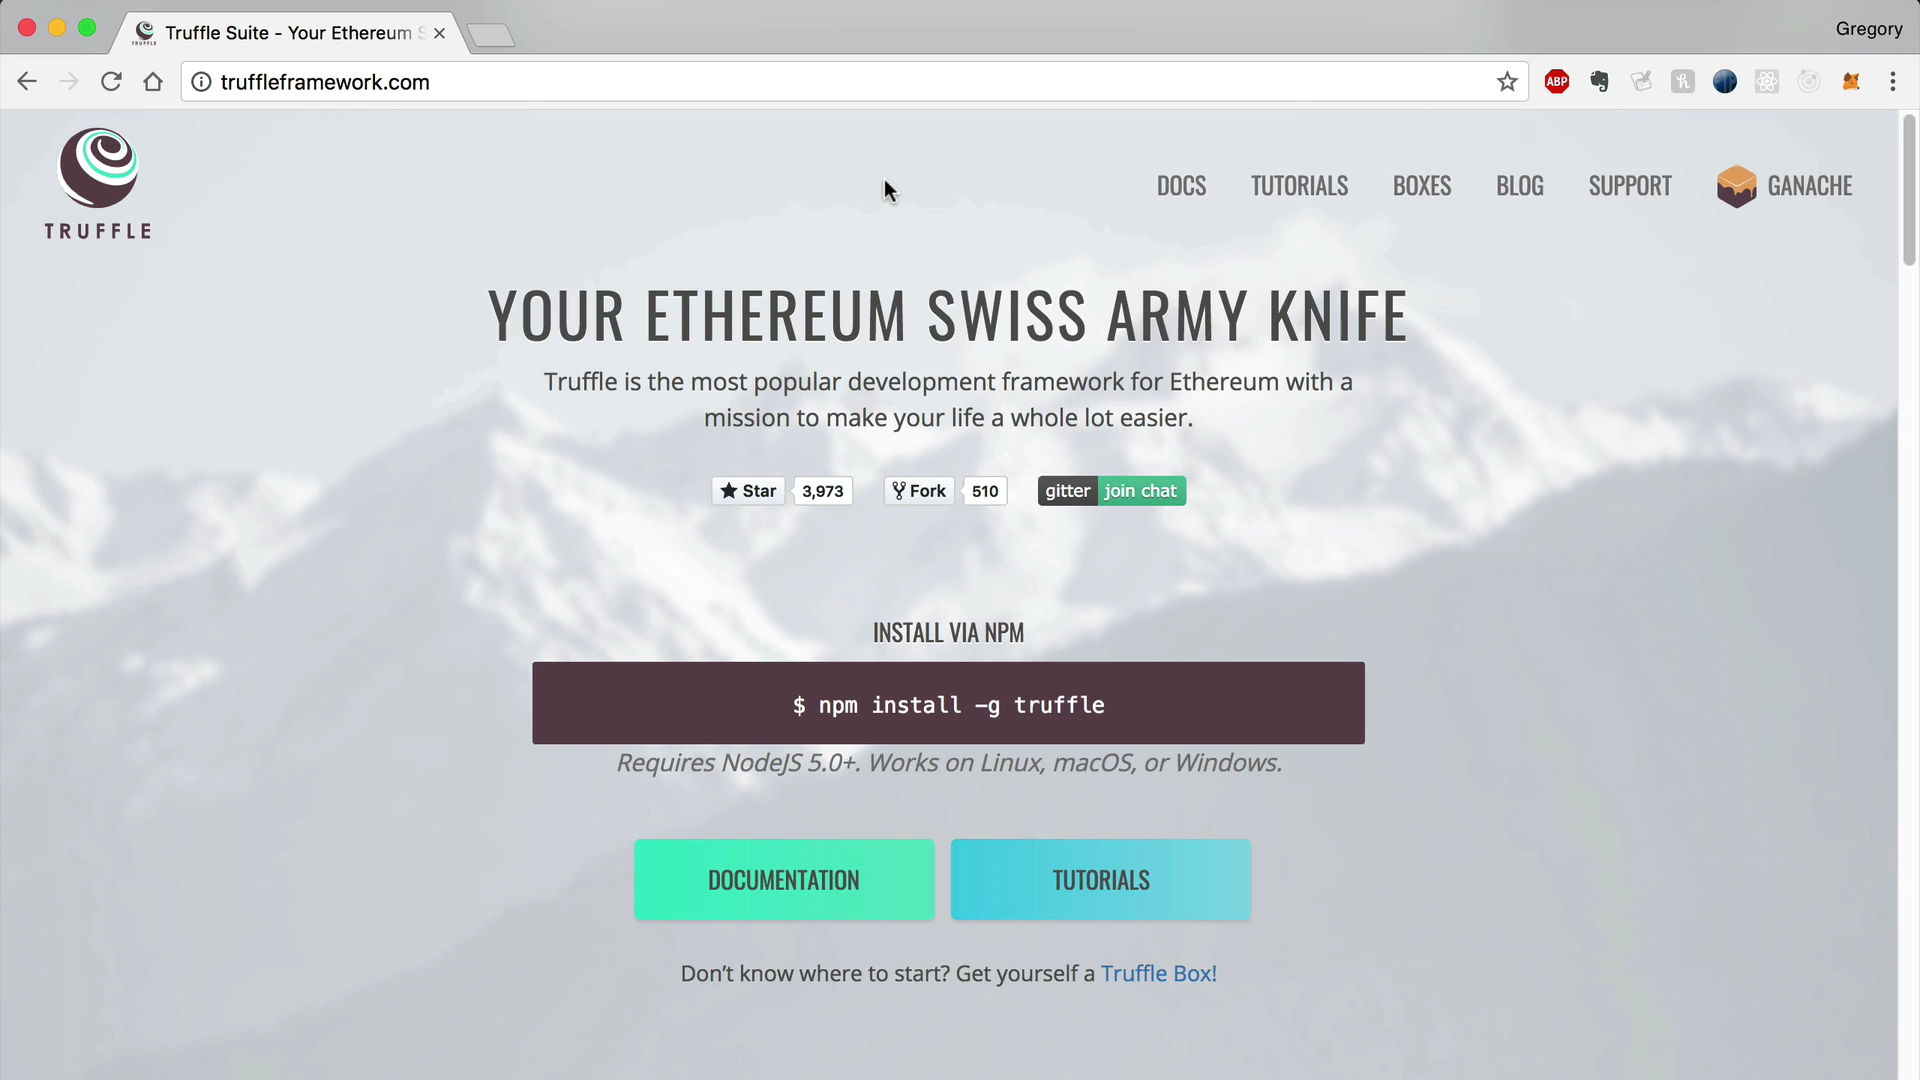 Truffle Suite - Your Ethereum S
Gregory
truffleframework.com
ABP
TRUFFLE
DOCS
TUTORIALS
BOXES
BLOG
SUPPORT
GANACHE
YOUR ETHEREUM SWISS ARMY KNIFE
Truffle is the most popular development framework for Ethereum with a
mission to make your life a whole lot easier.
Star 3,973 Fork 510 gitter join chat
INSTALL VIA NPM
$ npm install -g truffle
Requires NodeJS 5.0+. Works on Linux, macOS, or Windows.
DOCUMENTATION
TUTORIALS
Don't know where to start? Get yourself a Truffle Box!